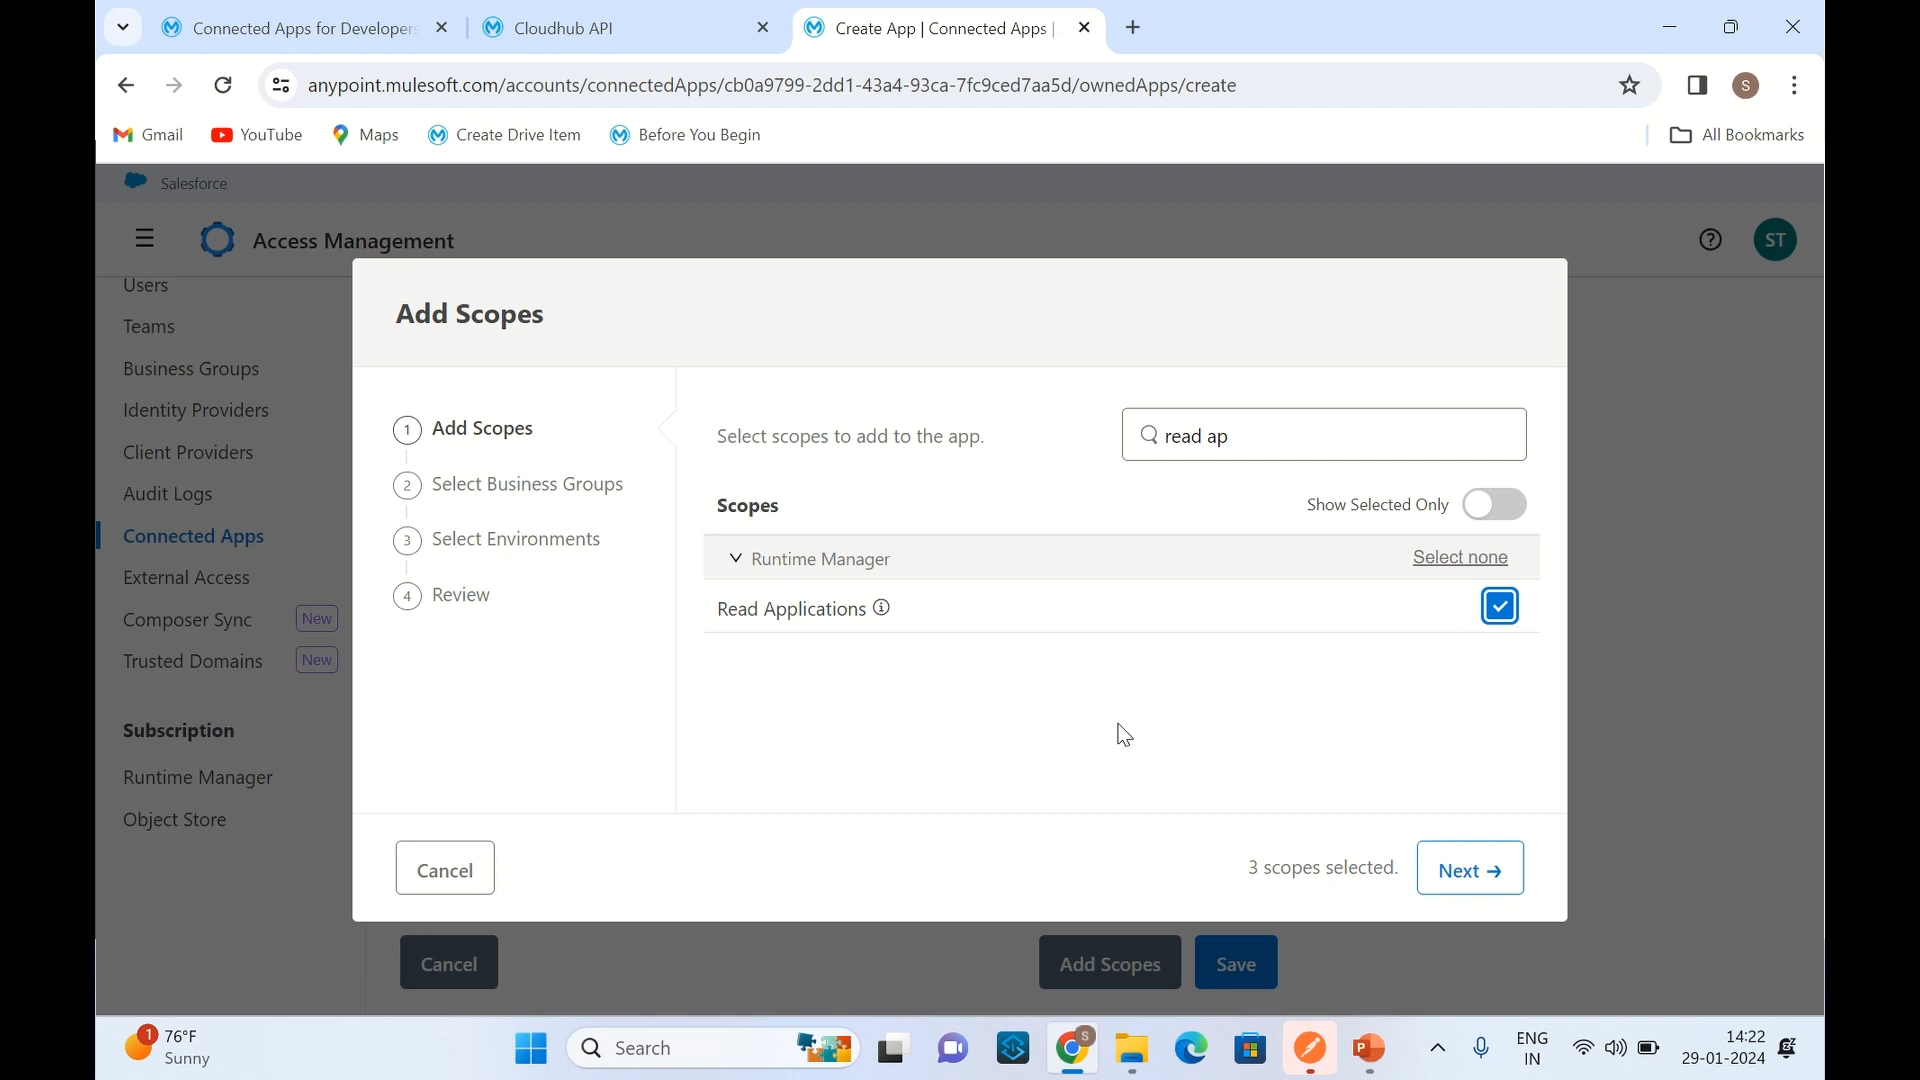 Connected Apps for Developers
Cloudhub API
Create App | Connected Apps |
anypoint.mulesoft.com/accounts/connectedApps/cb0a9799-2dd1-43a4-93ca-7fc9ced7aa5d/ownedApps/create
S
Gmail
YouTube
Maps
Create Drive Item
Before You Begin
All Bookmarks
Salesforce
Access Management
ST
Users
Teams
Business Groups
Identity Providers
Client Providers
Audit Logs
Connected Apps
External Access
Composer Sync New
Trusted Domains New
Subscription
Runtime Manager
Object Store
Add Scopes
1 Add Scopes
2 Select Business Groups
3 Select Environments
4 Review
Select scopes to add to the app.
read ap
Scopes
Show Selected Only
Runtime Manager
Select none
Read Applications
Cancel
3 scopes selected.
Next →
Cancel
Add Scopes
Save
1
76°F
Sunny
Search
S
P
ENG
IN
14:22
29-01-2024